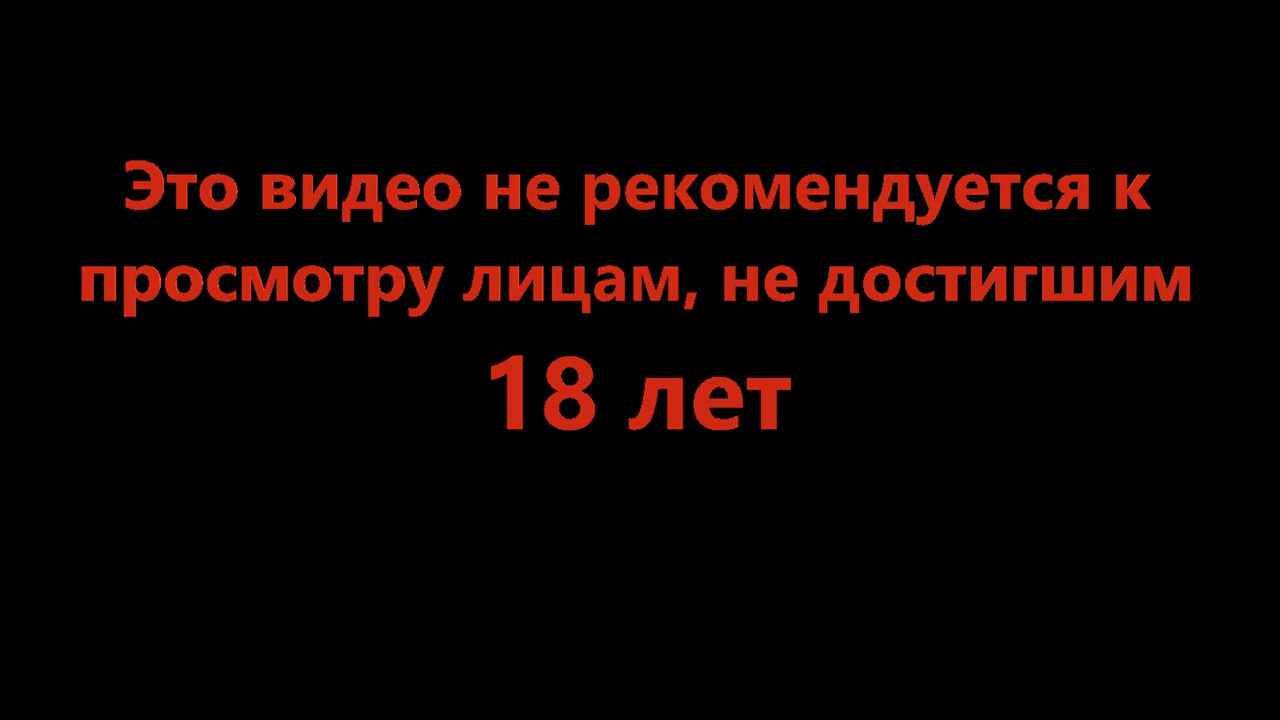 Это видео не рекомендуется к
просмотру лицам, не достигшим
18 лет